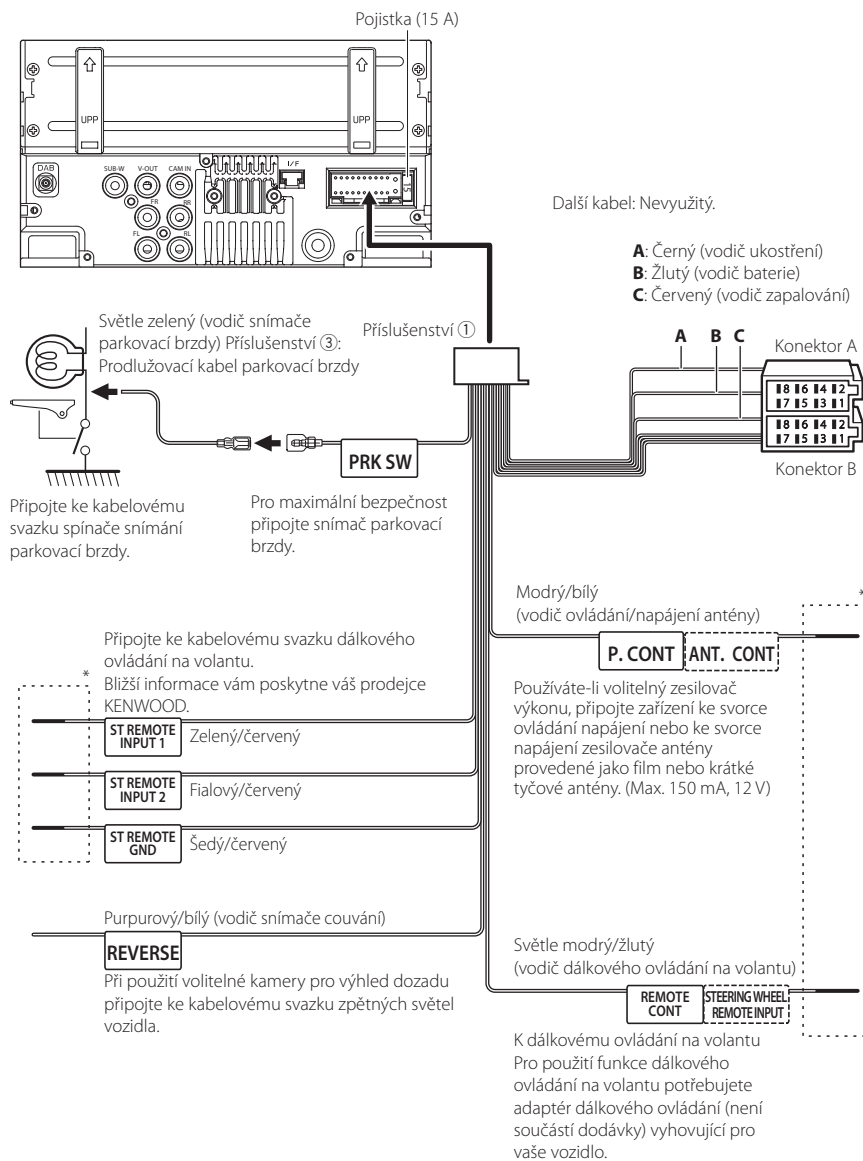 Pojistka (15 A)
UPP
UPP
DAB
SUB-W
V-OUT
CAM IN
I/F
15
FR
RR
FL
RL
Další kabel: Nevyužitý.
A: Černý (vodič ukostření)
B: Žlutý (vodič baterie)
C: Červený (vodič zapalování)
Světle zelený (vodič snímače
parkovací brzdy) Příslušenství ③:
Prodlužovací kabel parkovací brzdy
Příslušenství ①
A B C
Konektor A
8 6 4 2
7 5 3 1
8 6 4 2
7 5 3 1
Konektor B
PRK SW
Připojte ke kabelovému
svazku spínače snímání
parkovací brzdy.
Pro maximální bezpečnost
připojte snímač parkovací
brzdy.
Modrý/bílý
(vodič ovládání/napájení antény)
*
P. CONT
ANT. CONT
Používáte-li volitelný zesilovač
výkonu, připojte zařízení ke svorce
ovládání napájení nebo ke svorce
napájení zesilovače antény
provedené jako film nebo krátké
tyčové antény. (Max. 150 mA, 12 V)
Připojte ke kabelovému svazku dálkového
ovládání na volantu.
Bližší informace vám poskytne váš prodejce
KENWOOD.
*
ST REMOTE
INPUT 1
Zelený/červený
ST REMOTE
INPUT 2
Fialový/červený
ST REMOTE
GND
Šedý/červený
Purpurový/bílý (vodič snímače couvání)
REVERSE
Při použití volitelné kamery pro výhled dozadu
připojte ke kabelovému svazku zpětných světel
vozidla.
Světle modrý/žlutý
(vodič dálkového ovládání na volantu)
REMOTE
CONT
STEERING WHEEL
REMOTE INPUT
K dálkovému ovládání na volantu
Pro použití funkce dálkového
ovládání na volantu potřebujete
adaptér dálkového ovládání (není
součástí dodávky) vyhovující pro
vaše vozidlo.